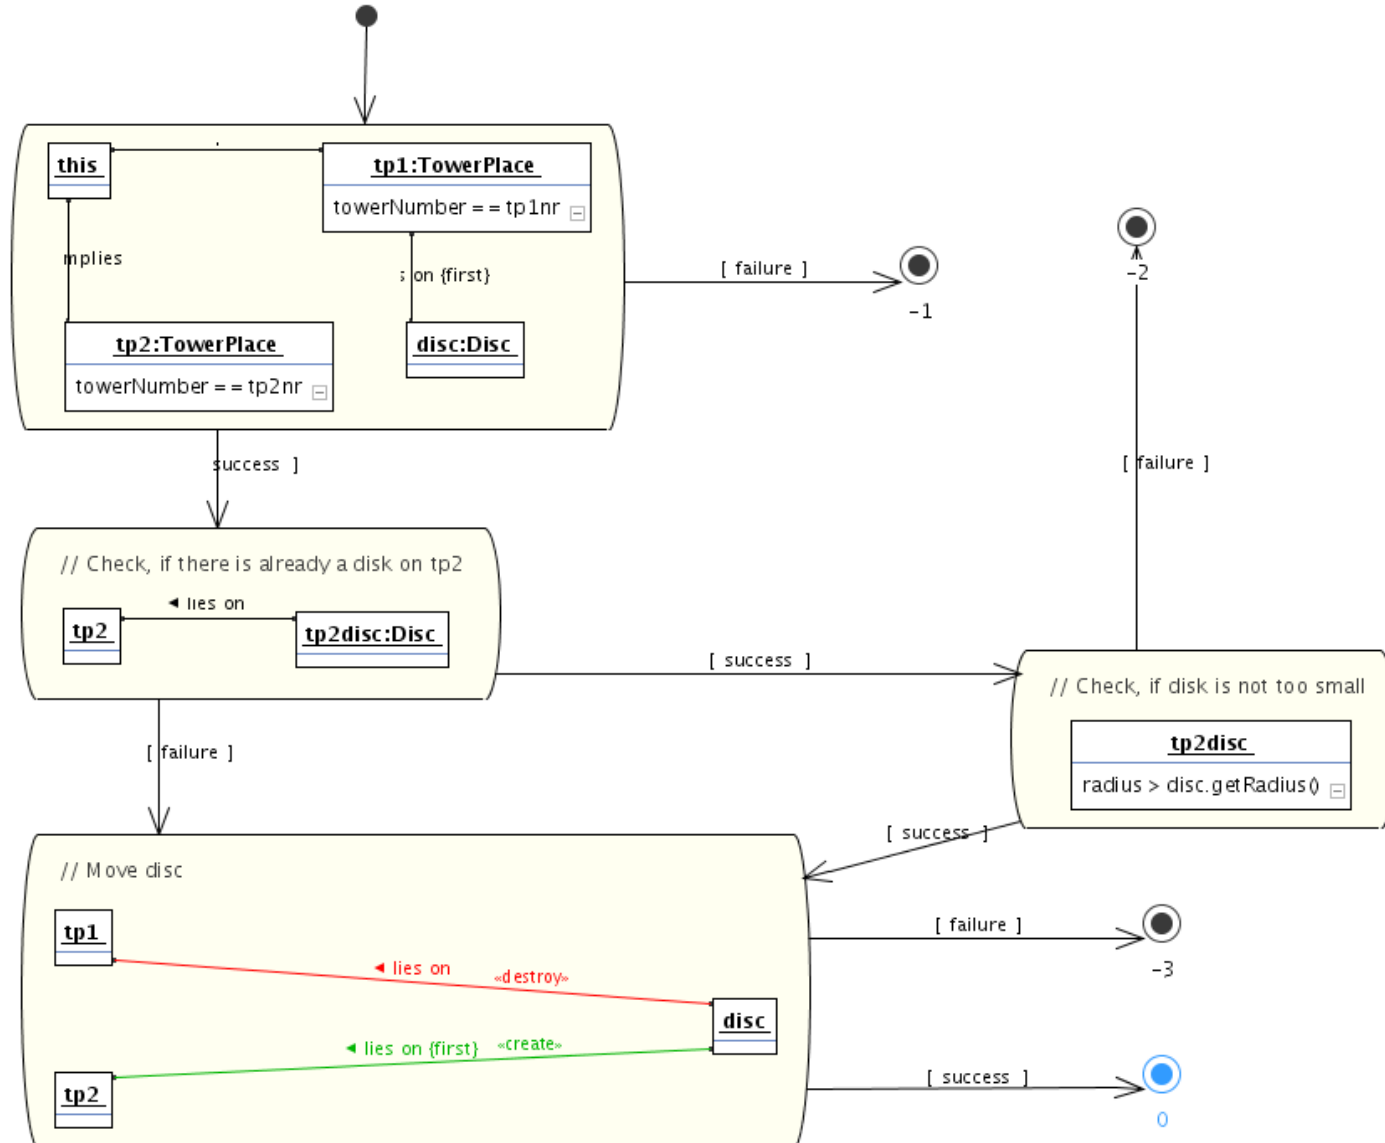 this
tp1:TowerPlace
towerNumber == tp1nr
mplies
s on {first}
tp2:TowerPlace
towerNumber == tp2nr
disc:Disc
[ failure ]
-1
-2
success ]
[ failure ]
// Check, if there is already a disk on tp2
◄ lies on
tp2
tp2disc:Disc
[ success ]
// Check, if disk is not too small
tp2disc
radius > disc.getRadius()
[ failure ]
[ success ]
// Move disc
tp1
◄ lies on «destroy»
disc
◄ lies on {first} «create»
tp2
[ failure ]
-3
[ success ]
0